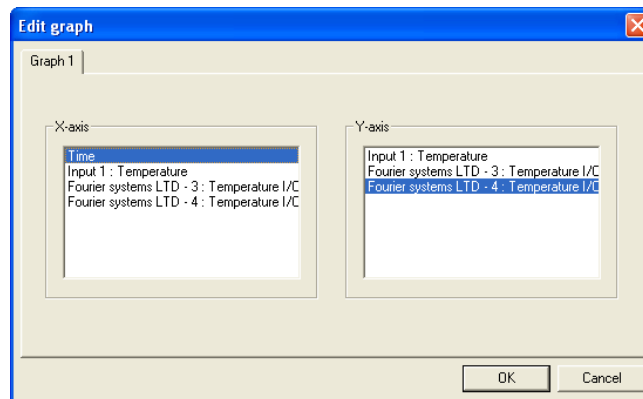 Edit graph
Graph 1
X-axis
Time
Input 1 : Temperature
Fourier systems LTD - 3 : Temperature I/C
Fourier systems LTD - 4 : Temperature I/C
Y-axis
Input 1 : Temperature
Fourier systems LTD - 3 : Temperature I/C
Fourier systems LTD - 4 : Temperature I/C
OK
Cancel